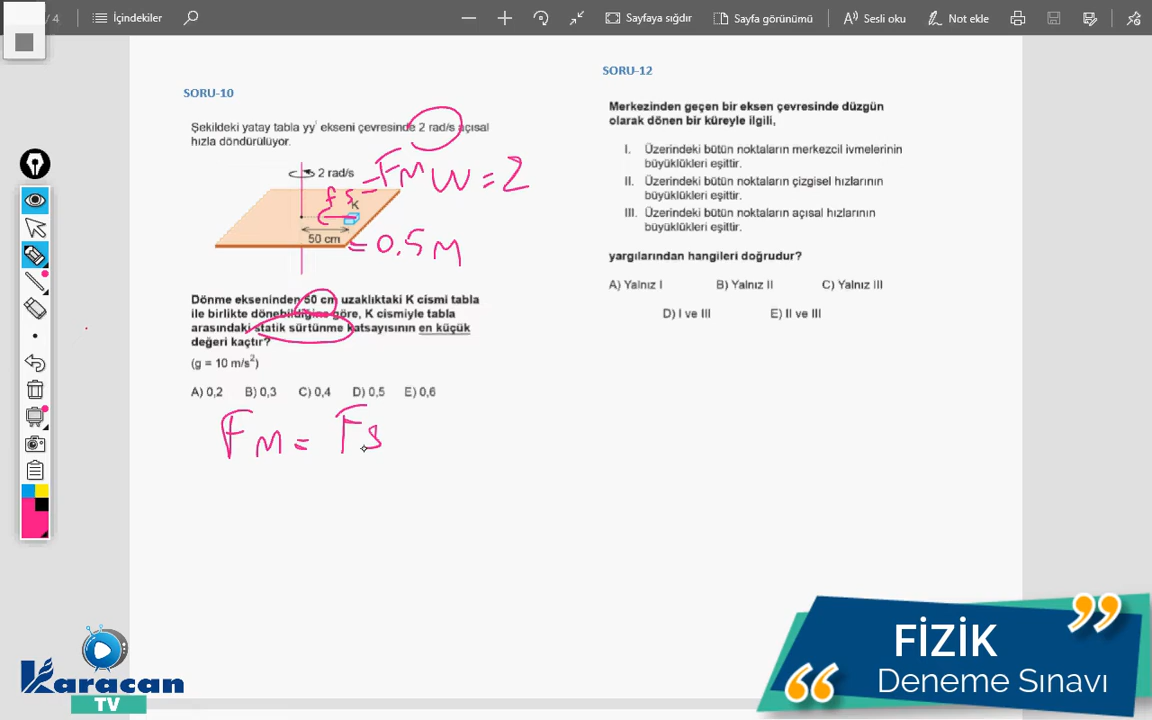 / 4
İçindekiler
Sayfaya sığdır
Sayfa görünümü
Sesli oku
Not ekle
SORU-10
Şekildeki yatay tabla yy' ekseni çevresinde 2 rad/s açısal
hızla döndürülüyor.
2 rad/s
fs = FM
W = 2
K
50 cm
= 0.5 M
Dönme ekseninden 50 cm uzaklıktaki K cismi tabla
ile birlikte dönebildiğine göre, K cismiyle tabla
arasındaki statik sürtünme katsayısının en küçük
değeri kaçtır?
(g = 10 m/s²)
A) 0,2 B) 0,3 C) 0,4 D) 0,5 E) 0,6
FM = Fs
SORU-12
Merkezinden geçen bir eksen çevresinde düzgün
olarak dönen bir küreyle ilgili,
I. Üzerindeki bütün noktaların merkezcil ivmelerinin
büyüklükleri eşittir.
II. Üzerindeki bütün noktaların çizgisel hızlarının
büyüklükleri eşittir.
III. Üzerindeki bütün noktaların açısal hızlarının
büyüklükleri eşittir.
yargılarından hangileri doğrudur?
A) Yalnız I B) Yalnız II C) Yalnız III
D) I ve III E) II ve III
Karacan
TV
FİZİK
Deneme Sınavı